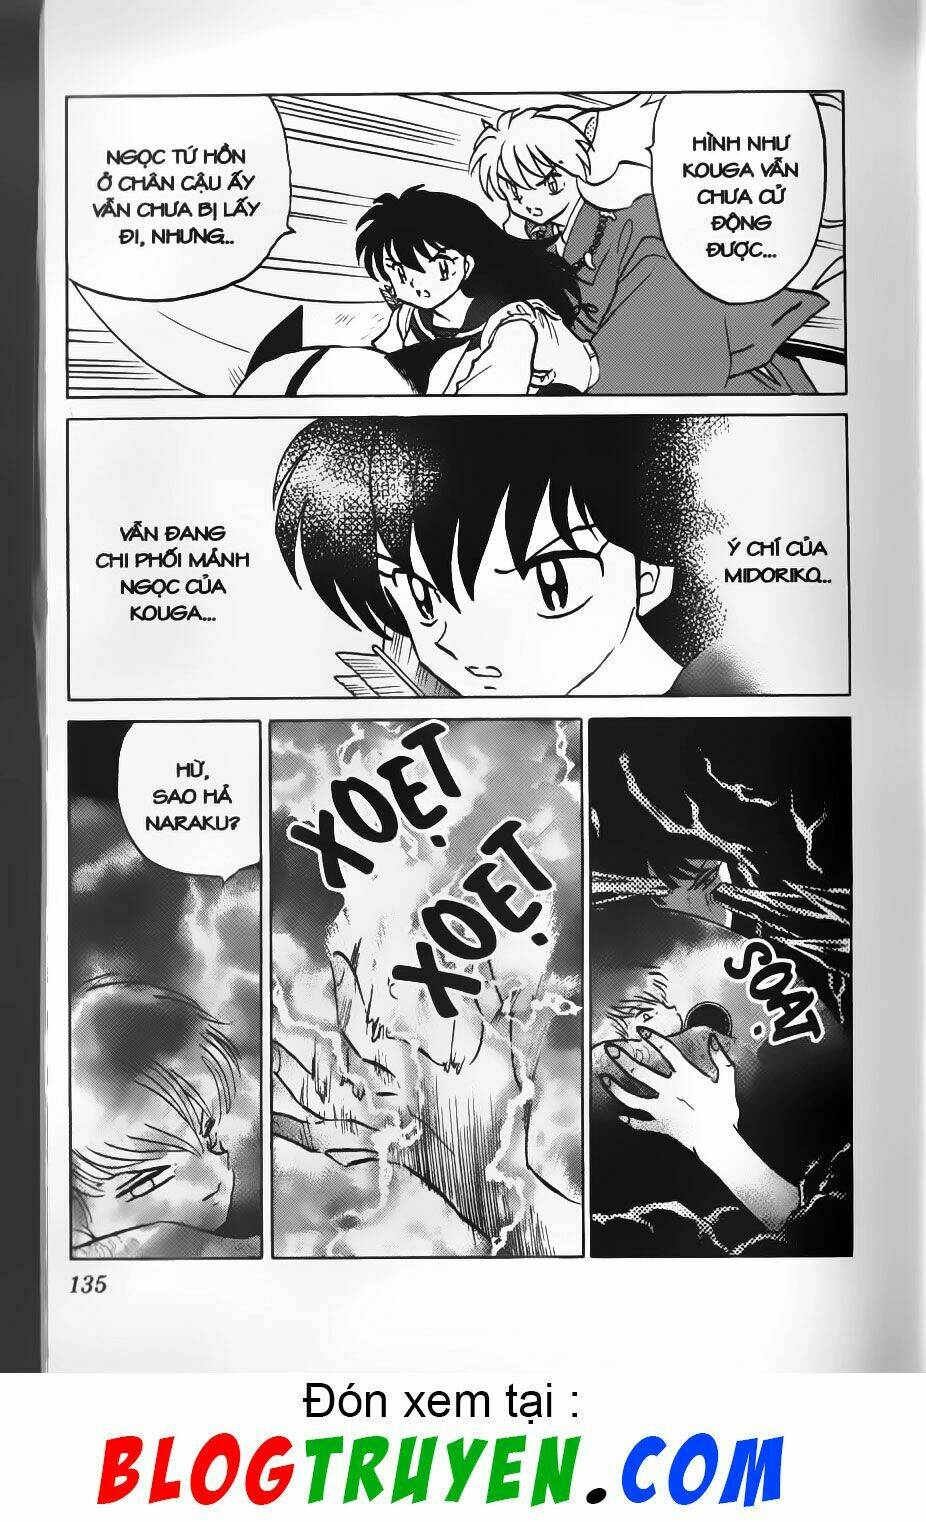 HÌNH NHƯ
KOUGA VẪN
CHƯA CỬ
ĐỘNG
ĐƯỢC...
NGỌC TỨ HỒN
Ở CHÂN CẬU ẤY
VẪN CHƯA BỊ LẤY
ĐI, NHƯNG...
Ý CHÍ CỦA
MIDORIKO...
VẪN ĐANG
CHI PHỐI MẢNH
NGỌC CỦA
KOUGA...
SOẠT
XOẸT
XOẸT
HỪ,
SAO HẢ
NARAKU?
135
Đón xem tại :
BLOGTRUYEN.COM